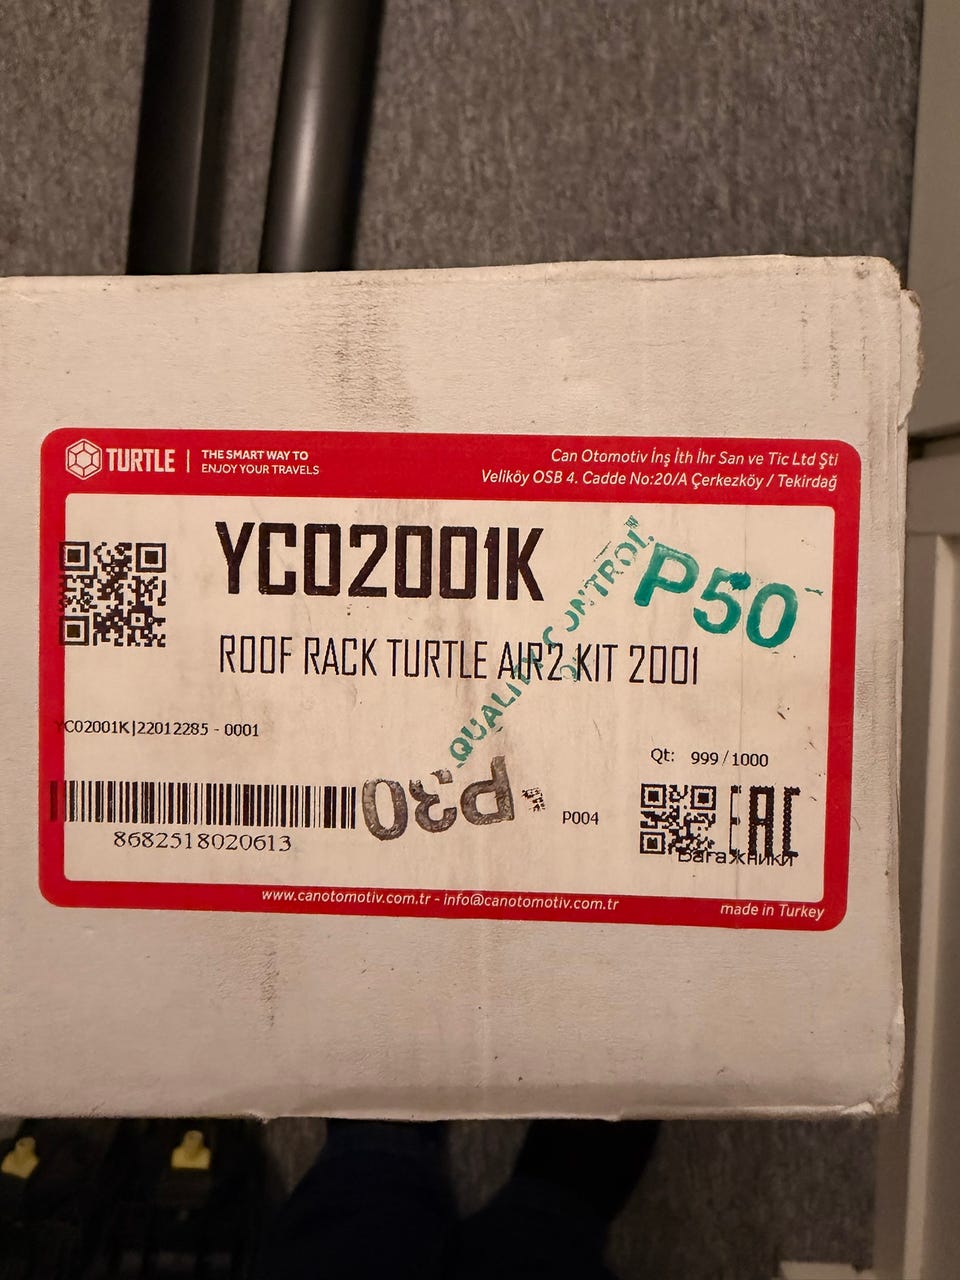 TURTLE
THE SMART WAY TO
ENJOY YOUR TRAVELS
Can Otomotiv İnş İth İhr San ve Tic Ltd Şti
Veliköy OSB 4. Cadde No:20/A Çerkezköy / Tekirdağ
YC02001K
P50
QUALITY CONTROL
ROOF RACK TURTLE AIR2 KIT 2001
YC02001K|22012285 - 0001
Qt: 999 / 1000
P30
P004
EAC
8682518020613
Багажники
www.canotomotiv.com.tr - info@canotomotiv.com.tr
made in Turkey